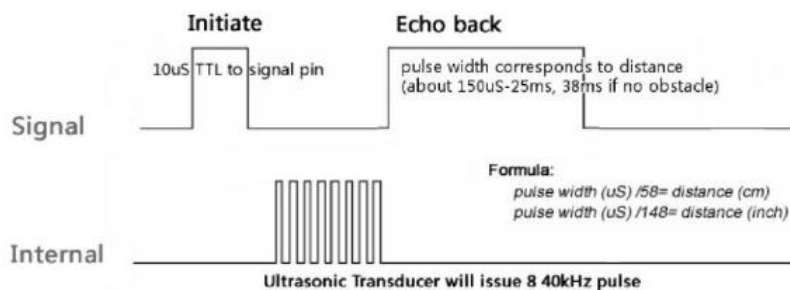 Initiate
Echo back
10uS TTL to signal pin
pulse width corresponds to distance
(about 150uS-25ms, 38ms if no obstacle)
Signal
Formula:
pulse width (uS) /58= distance (cm)
pulse width (uS) /148= distance (inch)
Internal
Ultrasonic Transducer will issue 8 40kHz pulse